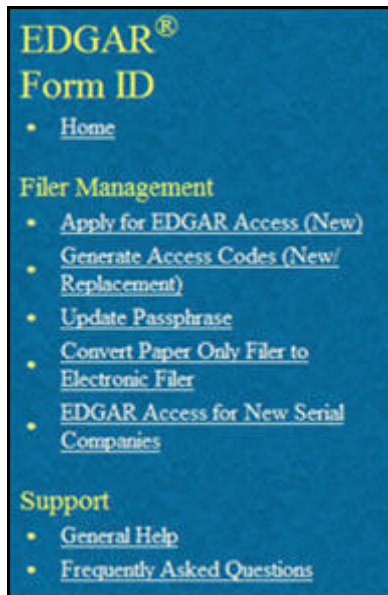 EDGAR®
Form ID
• Home
Filer Management
• Apply for EDGAR Access (New)
• Generate Access Codes (New/
Replacement)
• Update Passphrase
• Convert Paper Only Filer to
Electronic Filer
• EDGAR Access for New Serial
Companies
Support
• General Help
• Frequently Asked Questions